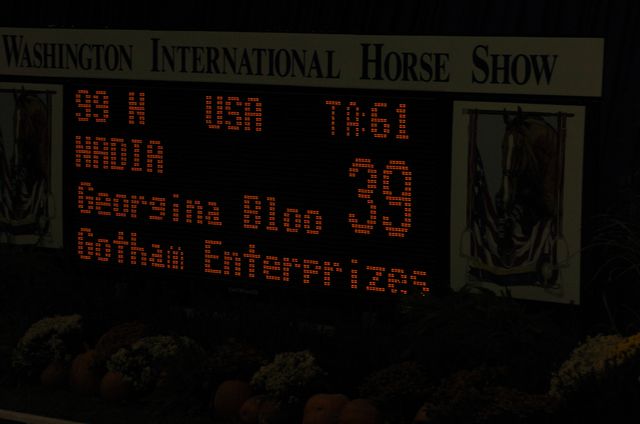 WASHINGTON INTERNATIONAL HORSE SHOW
99 N USA TA:61
NADIA
39
Georgina Bloo
Gotham Enterprizes